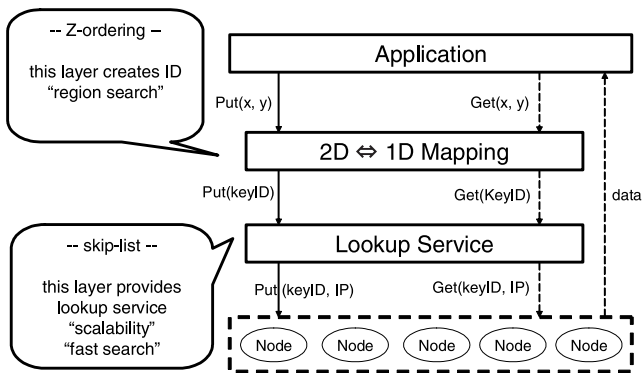 -- Z-ordering –
this layer creates ID
“region search”
Application
Put(x, y)
Get(x, y)
2D ⇔ 1D Mapping
Put(keyID)
Get(KeyID)
data
-- skip-list --
this layer provides
lookup service
“scalability”
“fast search”
Lookup Service
Put (keyID, IP)
Get(keyID, IP)
Node Node Node Node Node